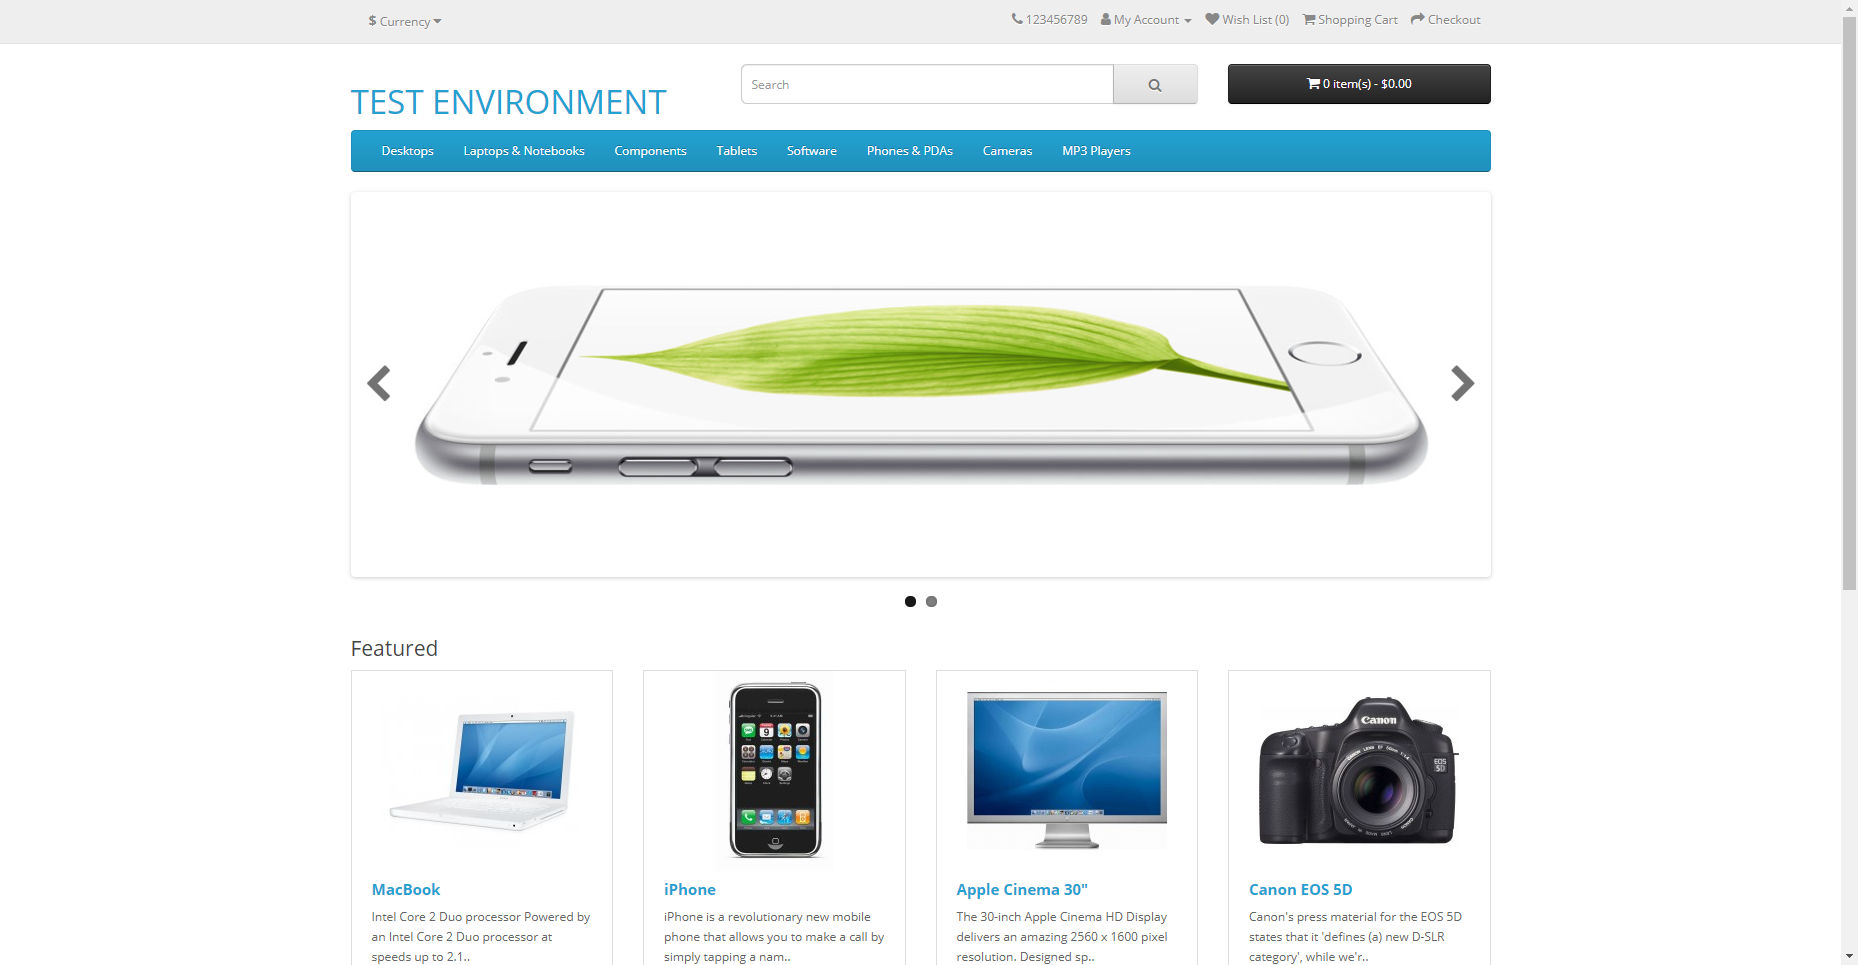 $ Currency
123456789 My Account Wish List (0) Shopping Cart Checkout
TEST ENVIRONMENT
Search
0 item(s) - $0.00
Desktops Laptops & Notebooks Components Tablets Software Phones & PDAs Cameras MP3 Players
Featured
Canon
EOS
5D
MacBook
Intel Core 2 Duo processor Powered by
an Intel Core 2 Duo processor at
speeds up to 2.1..
iPhone
iPhone is a revolutionary new mobile
phone that allows you to make a call by
simply tapping a nam..
Apple Cinema 30"
The 30-inch Apple Cinema HD Display
delivers an amazing 2560 x 1600 pixel
resolution. Designed sp..
Canon EOS 5D
Canon's press material for the EOS 5D
states that it 'defines (a) new D-SLR
category', while we'r..